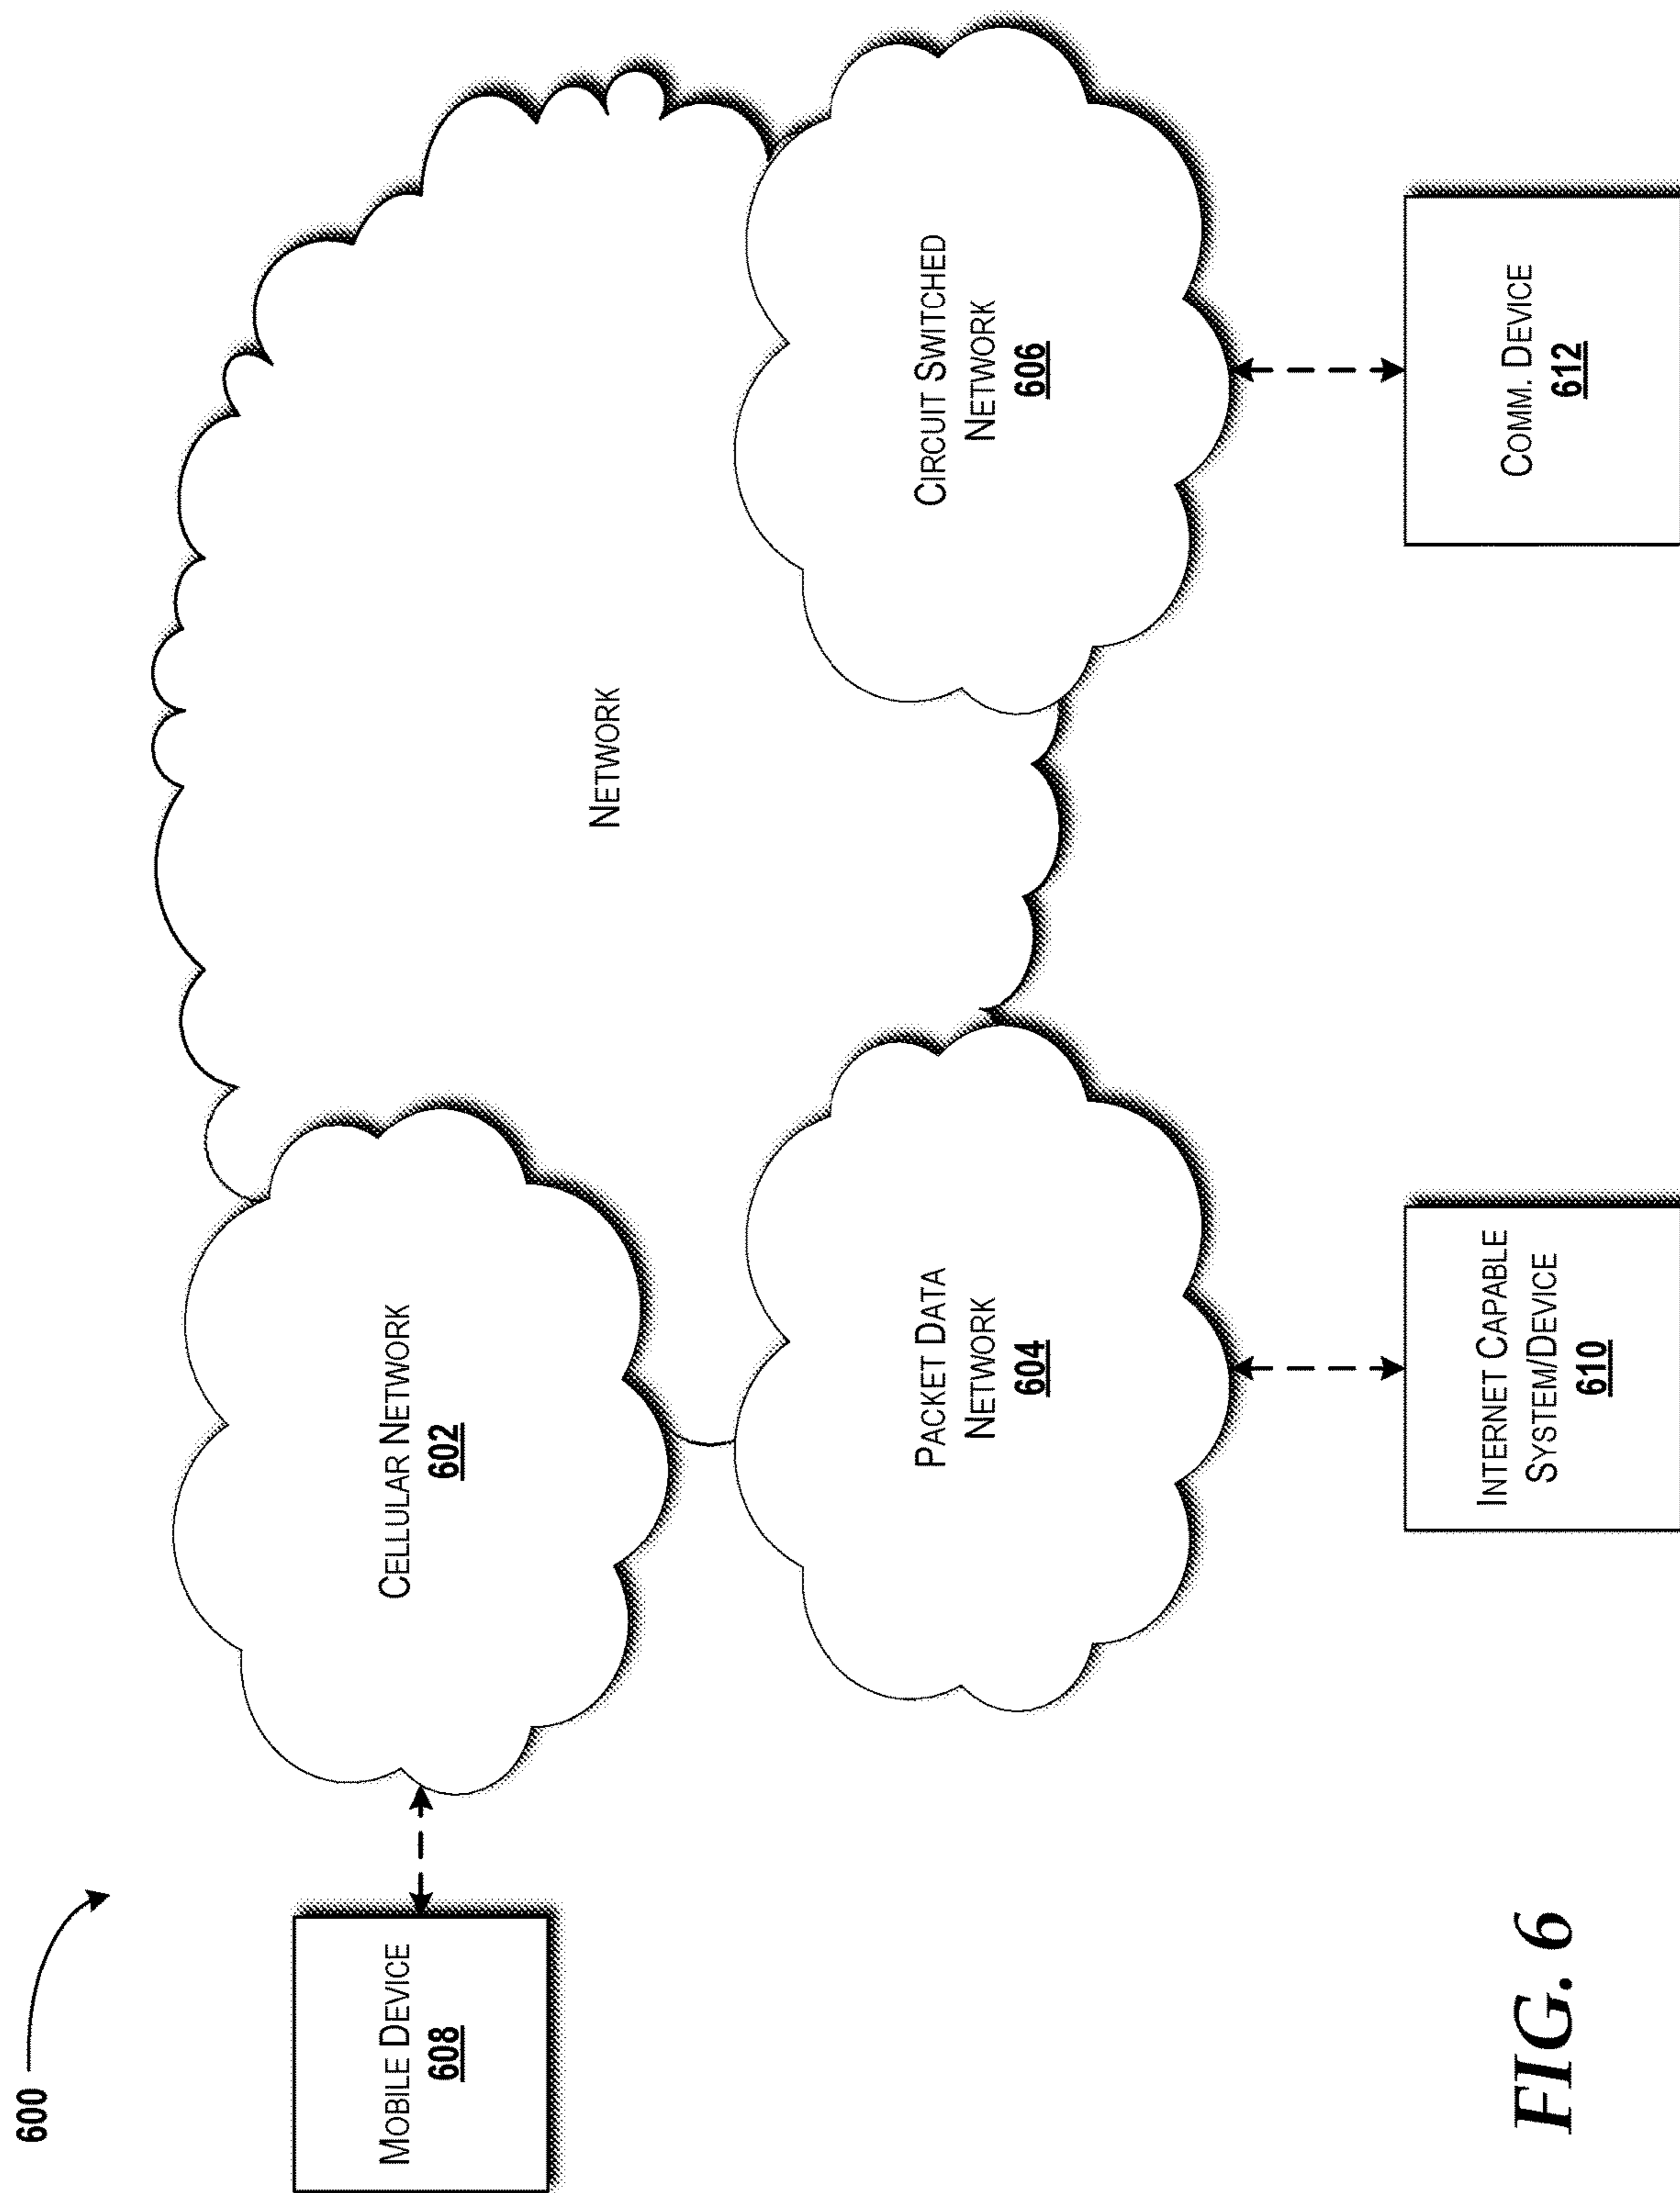 600
MOBILE DEVICE
608
CELLULAR NETWORK
602
NETWORK
PACKET DATA
NETWORK
604
CIRCUIT SWITCHED
NETWORK
606
INTERNET CAPABLE
SYSTEM/DEVICE
610
COMM. DEVICE
612
FIG. 6